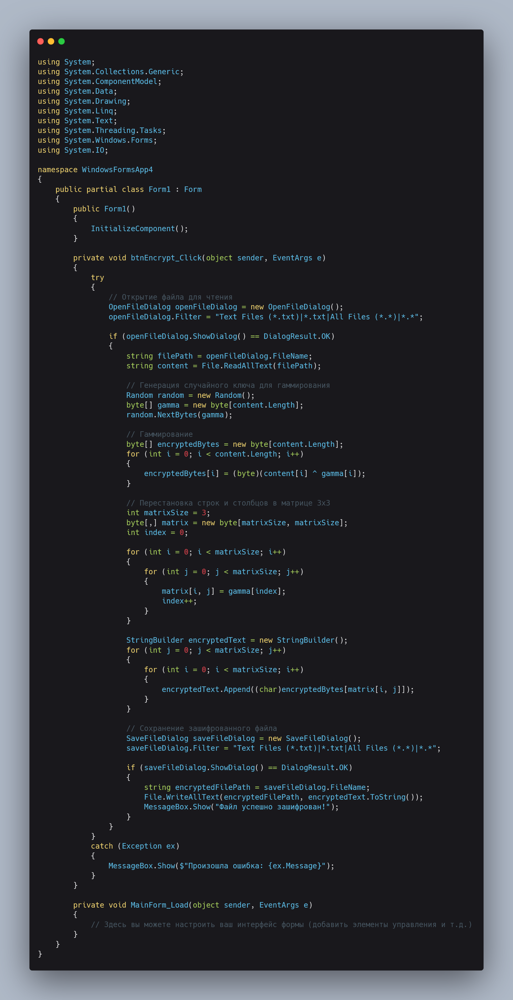 using System;
using System.Collections.Generic;
using System.ComponentModel;
using System.Data;
using System.Drawing;
using System.Linq;
using System.Text;
using System.Threading.Tasks;
using System.Windows.Forms;
using System.IO;

namespace WindowsFormsApp4
{
    public partial class Form1 : Form
    {
        public Form1()
        {
            InitializeComponent();
        }

        private void btnEncrypt_Click(object sender, EventArgs e)
        {
            try
            {
                // Открытие файла для чтения
                OpenFileDialog openFileDialog = new OpenFileDialog();
                openFileDialog.Filter = "Text Files (*.txt)|*.txt|All Files (*.*)|*.*";

                if (openFileDialog.ShowDialog() == DialogResult.OK)
                {
                    string filePath = openFileDialog.FileName;
                    string content = File.ReadAllText(filePath);

                    // Генерация случайного ключа для гаммирования
                    Random random = new Random();
                    byte[] gamma = new byte[content.Length];
                    random.NextBytes(gamma);

                    // Гаммирование
                    byte[] encryptedBytes = new byte[content.Length];
                    for (int i = 0; i < content.Length; i++)
                    {
                        encryptedBytes[i] = (byte)(content[i] ^ gamma[i]);
                    }

                    // Перестановка строк и столбцов в матрице 3x3
                    int matrixSize = 3;
                    byte[,] matrix = new byte[matrixSize, matrixSize];
                    int index = 0;

                    for (int i = 0; i < matrixSize; i++)
                    {
                        for (int j = 0; j < matrixSize; j++)
                        {
                            matrix[i, j] = gamma[index];
                            index++;
                        }
                    }

                    StringBuilder encryptedText = new StringBuilder();
                    for (int j = 0; j < matrixSize; j++)
                    {
                        for (int i = 0; i < matrixSize; i++)
                        {
                            encryptedText.Append((char)encryptedBytes[matrix[i, j]]);
                        }
                    }

                    // Сохранение зашифрованного файла
                    SaveFileDialog saveFileDialog = new SaveFileDialog();
                    saveFileDialog.Filter = "Text Files (*.txt)|*.txt|All Files (*.*)|*.*";

                    if (saveFileDialog.ShowDialog() == DialogResult.OK)
                    {
                        string encryptedFilePath = saveFileDialog.FileName;
                        File.WriteAllText(encryptedFilePath, encryptedText.ToString());
                        MessageBox.Show("Файл успешно зашифрован!");
                    }
                }
            }
            catch (Exception ex)
            {
                MessageBox.Show($"Произошла ошибка: {ex.Message}");
            }
        }

        private void MainForm_Load(object sender, EventArgs e)
        {
            // Здесь вы можете настроить ваш интерфейс формы (добавить элементы управления и т.д.)
        }
    }
}